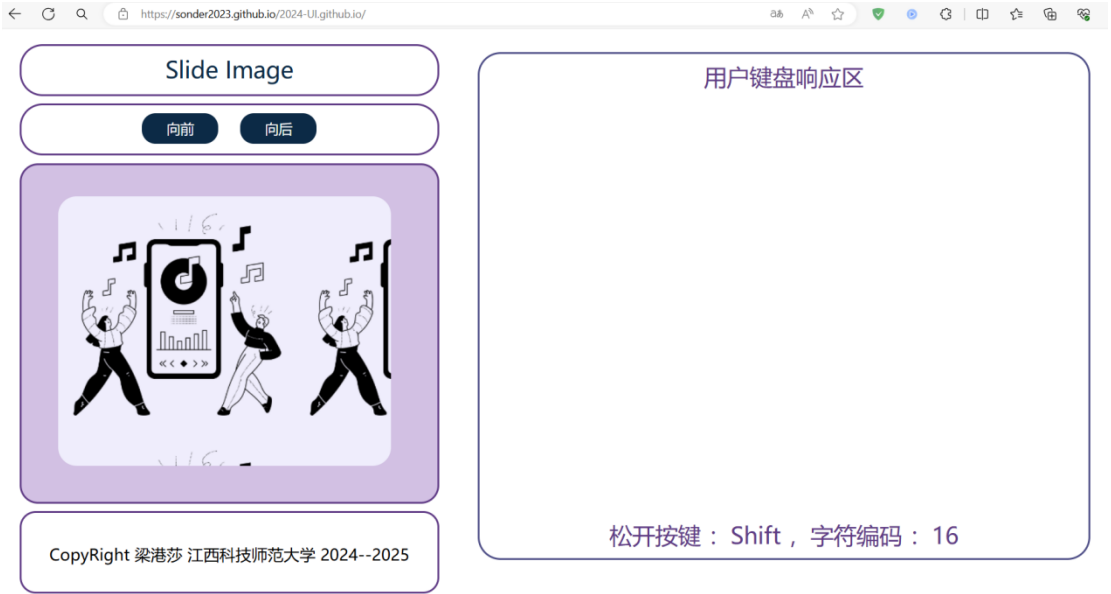 https://sonder2023.github.io/2024-UI.github.io/
Slide Image
向前 向后
CopyRight 梁港莎 江西科技师范大学 2024--2025
用户键盘响应区
松开按键 ： Shift ，字符编码 ：16